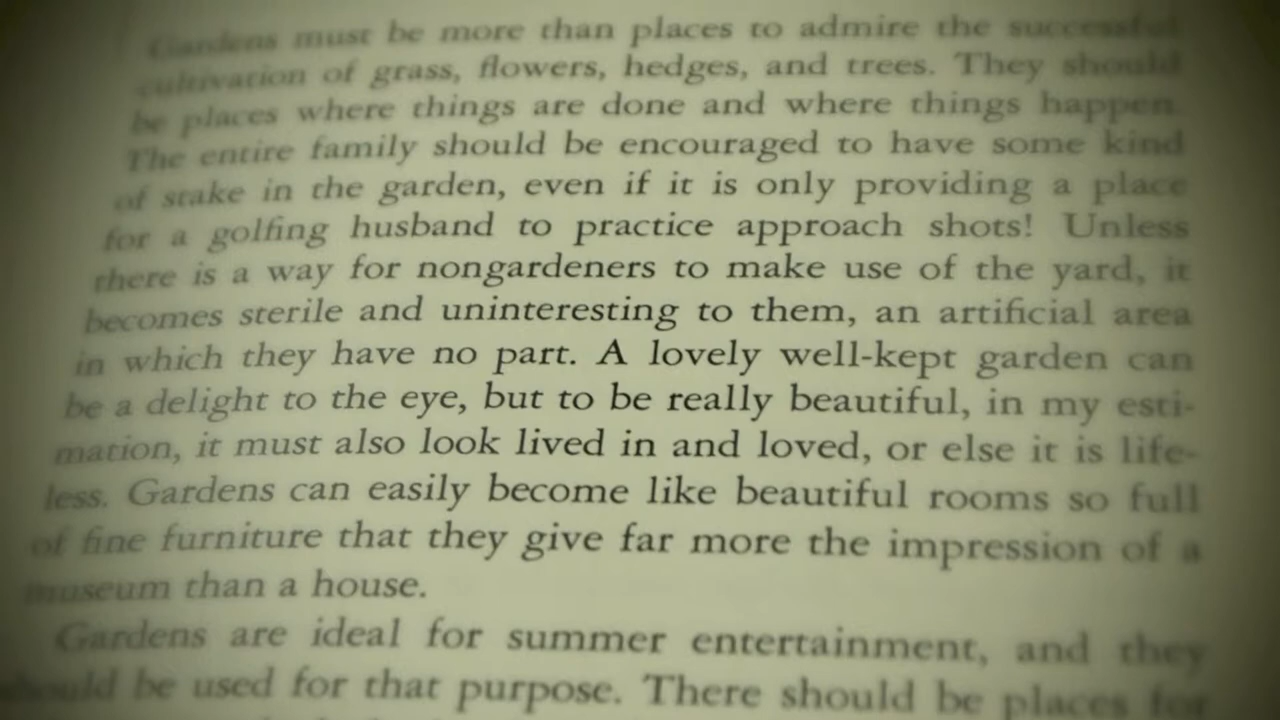 Gardens must be more than places to admire the successful
cultivation of grass, flowers, hedges, and trees. They should
be places where things are done and where things happen.
The entire family should be encouraged to have some kind
of stake in the garden, even if it is only providing a place
for a golfing husband to practice approach shots! Unless
there is a way for nongardeners to make use of the yard, it
becomes sterile and uninteresting to them, an artificial area
in which they have no part. A lovely well-kept garden can
be a delight to the eye, but to be really beautiful, in my esti-
mation, it must also look lived in and loved, or else it is life-
less. Gardens can easily become like beautiful rooms so full
of fine furniture that they give far more the impression of a
museum than a house.
Gardens are ideal for summer entertainment, and they
should be used for that purpose. There should be places for